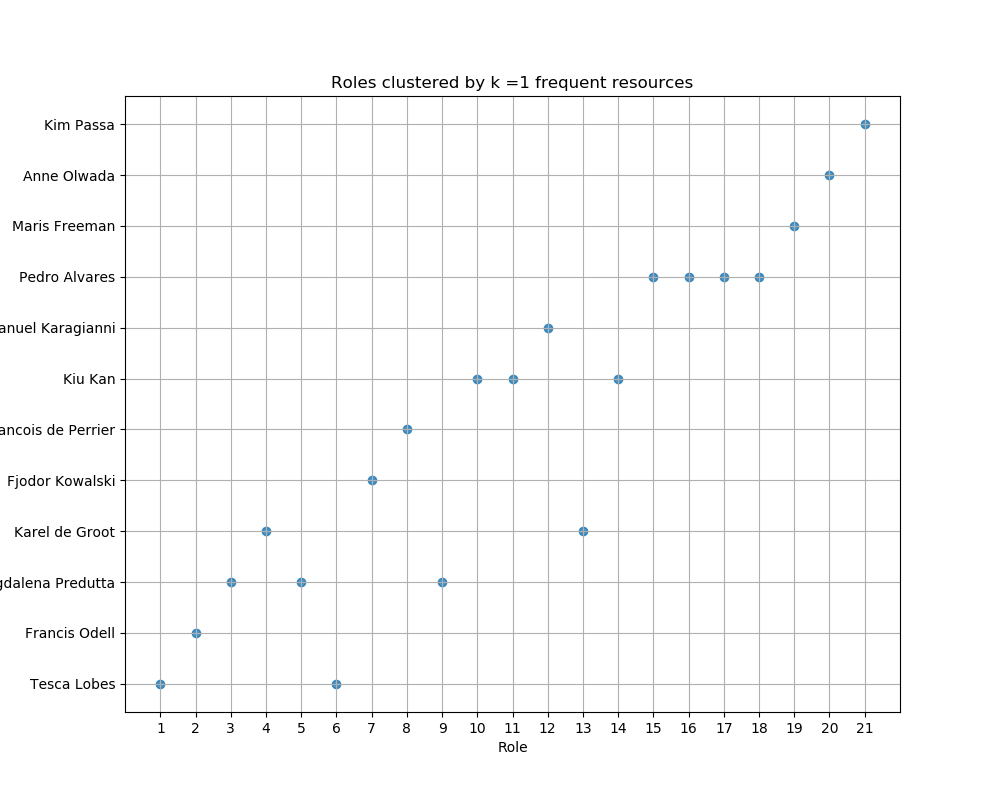 Roles clustered by k =1 frequent resources
Kim Passa
Anne Olwada
Maris Freeman
Pedro Alvares
anuel Karagianni
Kiu Kan
ancois de Perrier
Fjodor Kowalski
Karel de Groot
gdalena Predutta
Francis Odell
Tesca Lobes
1 2 3 4 5 6 7 8 9 10 11 12 13 14 15 16 17 18 19 20 21
Role